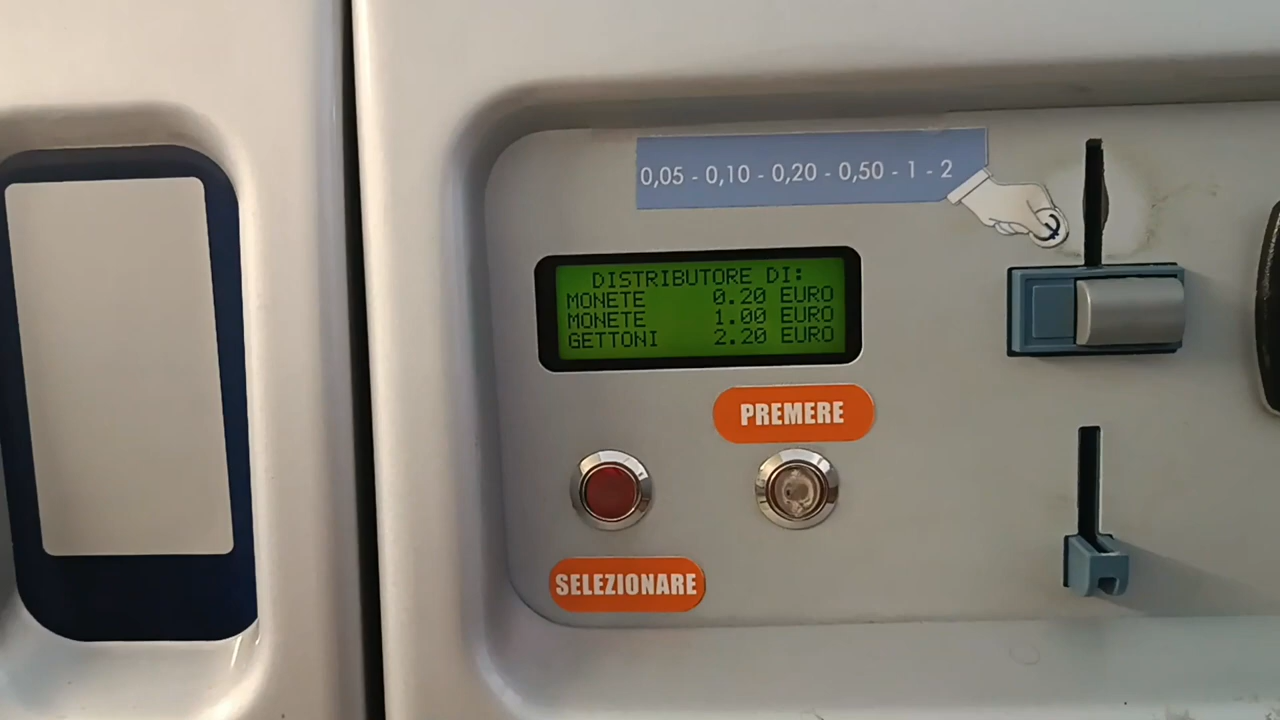 0,05 - 0,10 - 0,20 - 0,50 - 1 - 2
DISTRIBUTORE DI:
MONETE 0.20 EURO
MONETE 1.00 EURO
GETTONI 2.20 EURO
PREMERE
SELEZIONARE